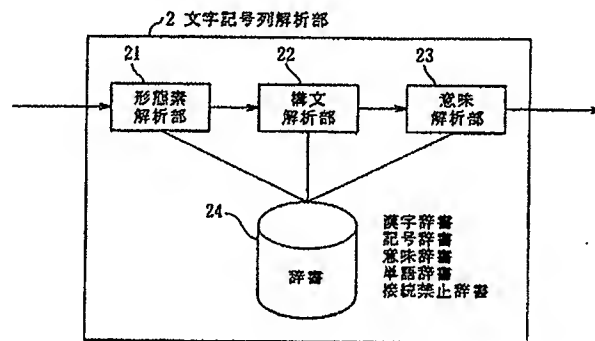 2 文字記号列解析部
21
22
23
形態素
解析部
構文
解析部
意味
解析部
24
辞書
漢字辞書
記号辞書
意味辞書
単語辞書
接続禁止辞書